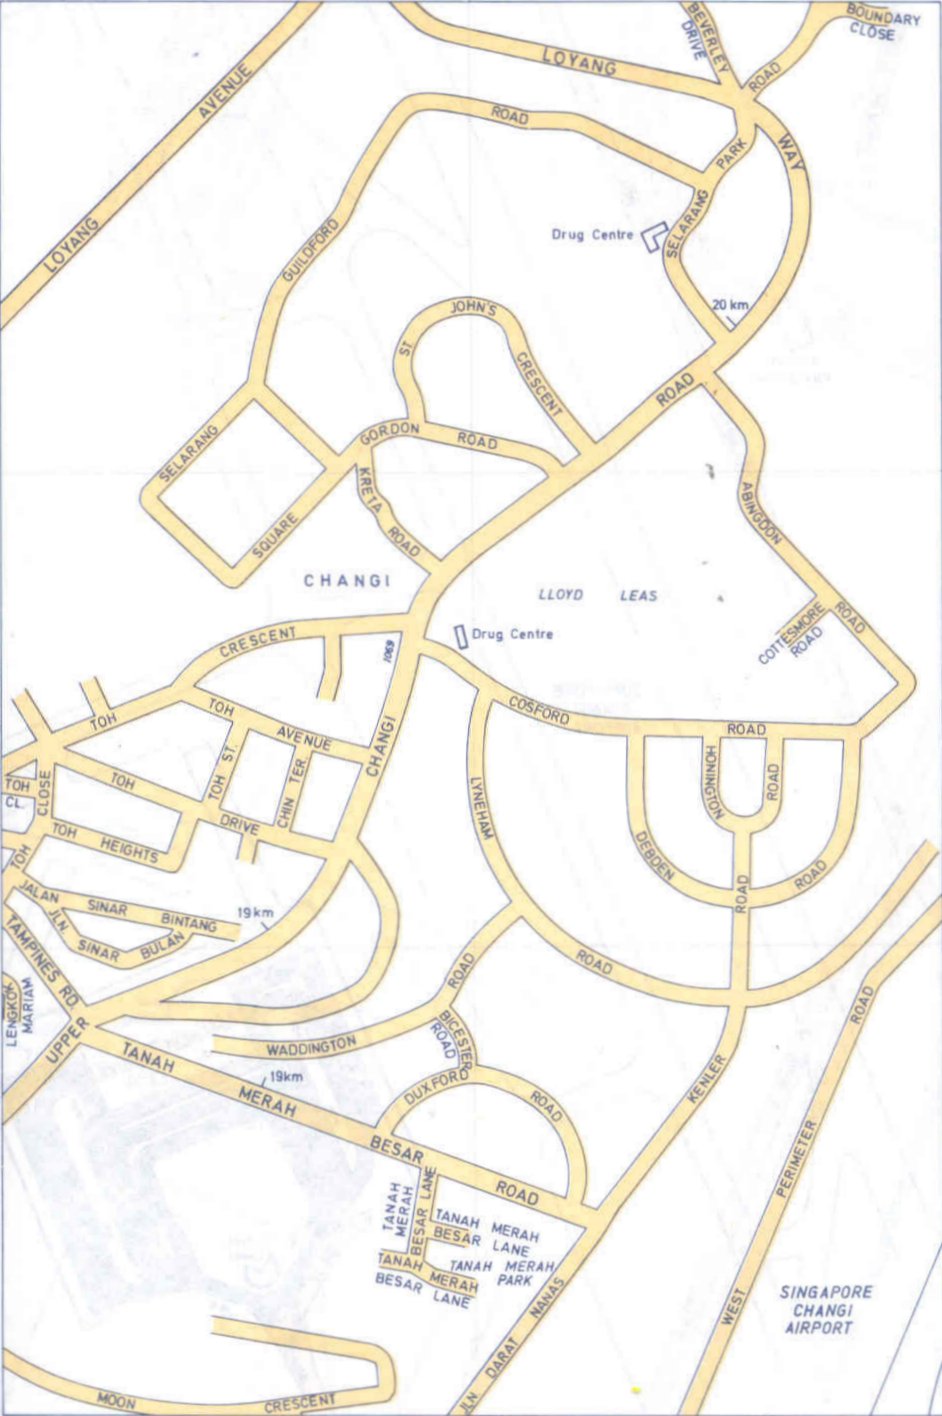 BOUNDARY
CLOSE
BEVERLEY
DRIVE
LOYANG
WAY
ROAD
LOYANG AVENUE
ROAD
PARK
SELARANG
Drug Centre
GUILDFORD
20 km
ST JOHN'S CRESCENT
ROAD
GORDON ROAD
SELARANG
SQUARE
KRETA ROAD
ABINGDON
ROAD
CHANGI
LLOYD LEAS
COTTESMORE
ROAD
Drug Centre
1069
CRESCENT
TOH
COSFORD ROAD
TOH AVENUE
CHANGI
TOH ST.
CHIN TER.
TOH
DRIVE
TOH
CL.
CLOSE
TOH
TOH HEIGHTS
LYNEHAM
ROAD
HONINGTON
ROAD
DEBDEN
ROAD
ROAD
JALAN SINAR BINTANG
JLN SINAR BULAN
19 km
TAMPINES RD.
LENGKOK
MARIAM
UPPER
ROAD
BICESTER
ROAD
WADDINGTON
19km
TANAH MERAH BESAR ROAD
DUXFORD ROAD
KENLER
ROAD
PERIMETER
WEST
TANAH
MERAH
BESAR LANE
TANAH MERAH
BESAR LANE
TANAH MERAH
PARK
TANAH MERAH
BESAR LANE
JLN DARAT NANAS
SINGAPORE
CHANGI
AIRPORT
MOON CRESCENT